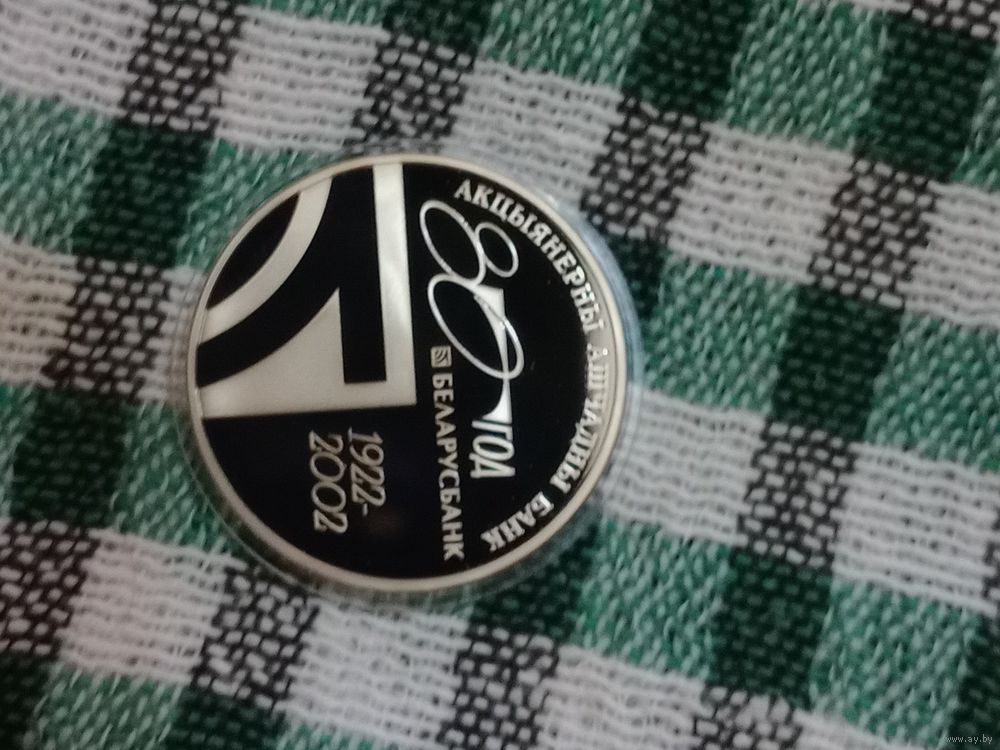 АКЦЫЯНЕРНЫ АШЧАДНЫ БАНК
80 ГОД
БЕЛАРУСБАНК
1922-
2002
www.ay.by